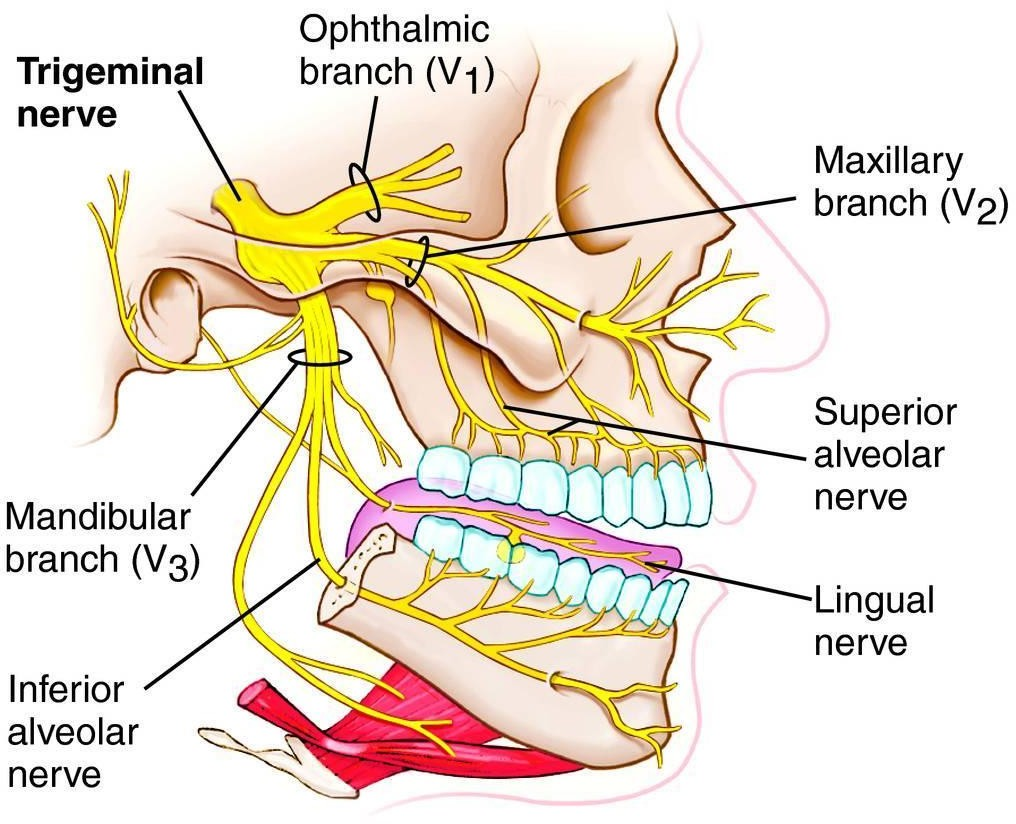 Ophthalmic
branch (V1)
Trigeminal
nerve
Maxillary
branch (V2)
Superior
alveolar
nerve
Mandibular
branch (V3)
Lingual
nerve
Inferior
alveolar
nerve